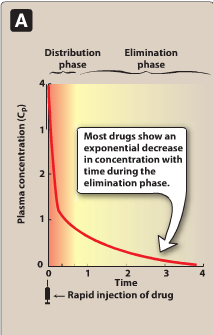 A
Distribution phase
Elimination phase
Plasma concentration (Cp)
4
1
2
1
0
Most drugs show an
exponential decrease
in concentration with
time during the
elimination phase.
0 1 2 3 4
Time
← Rapid injection of drug